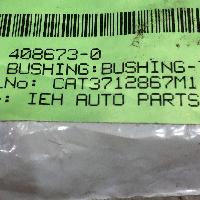 408673-0
BUSHING:BUSHING-
No: CAT3712867M1
: IEH AUTO PARTS